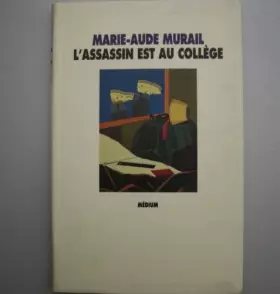 MARIE-AUDE MURAIL
L'ASSASSIN EST AU COLLÈGE
MÉDIUM